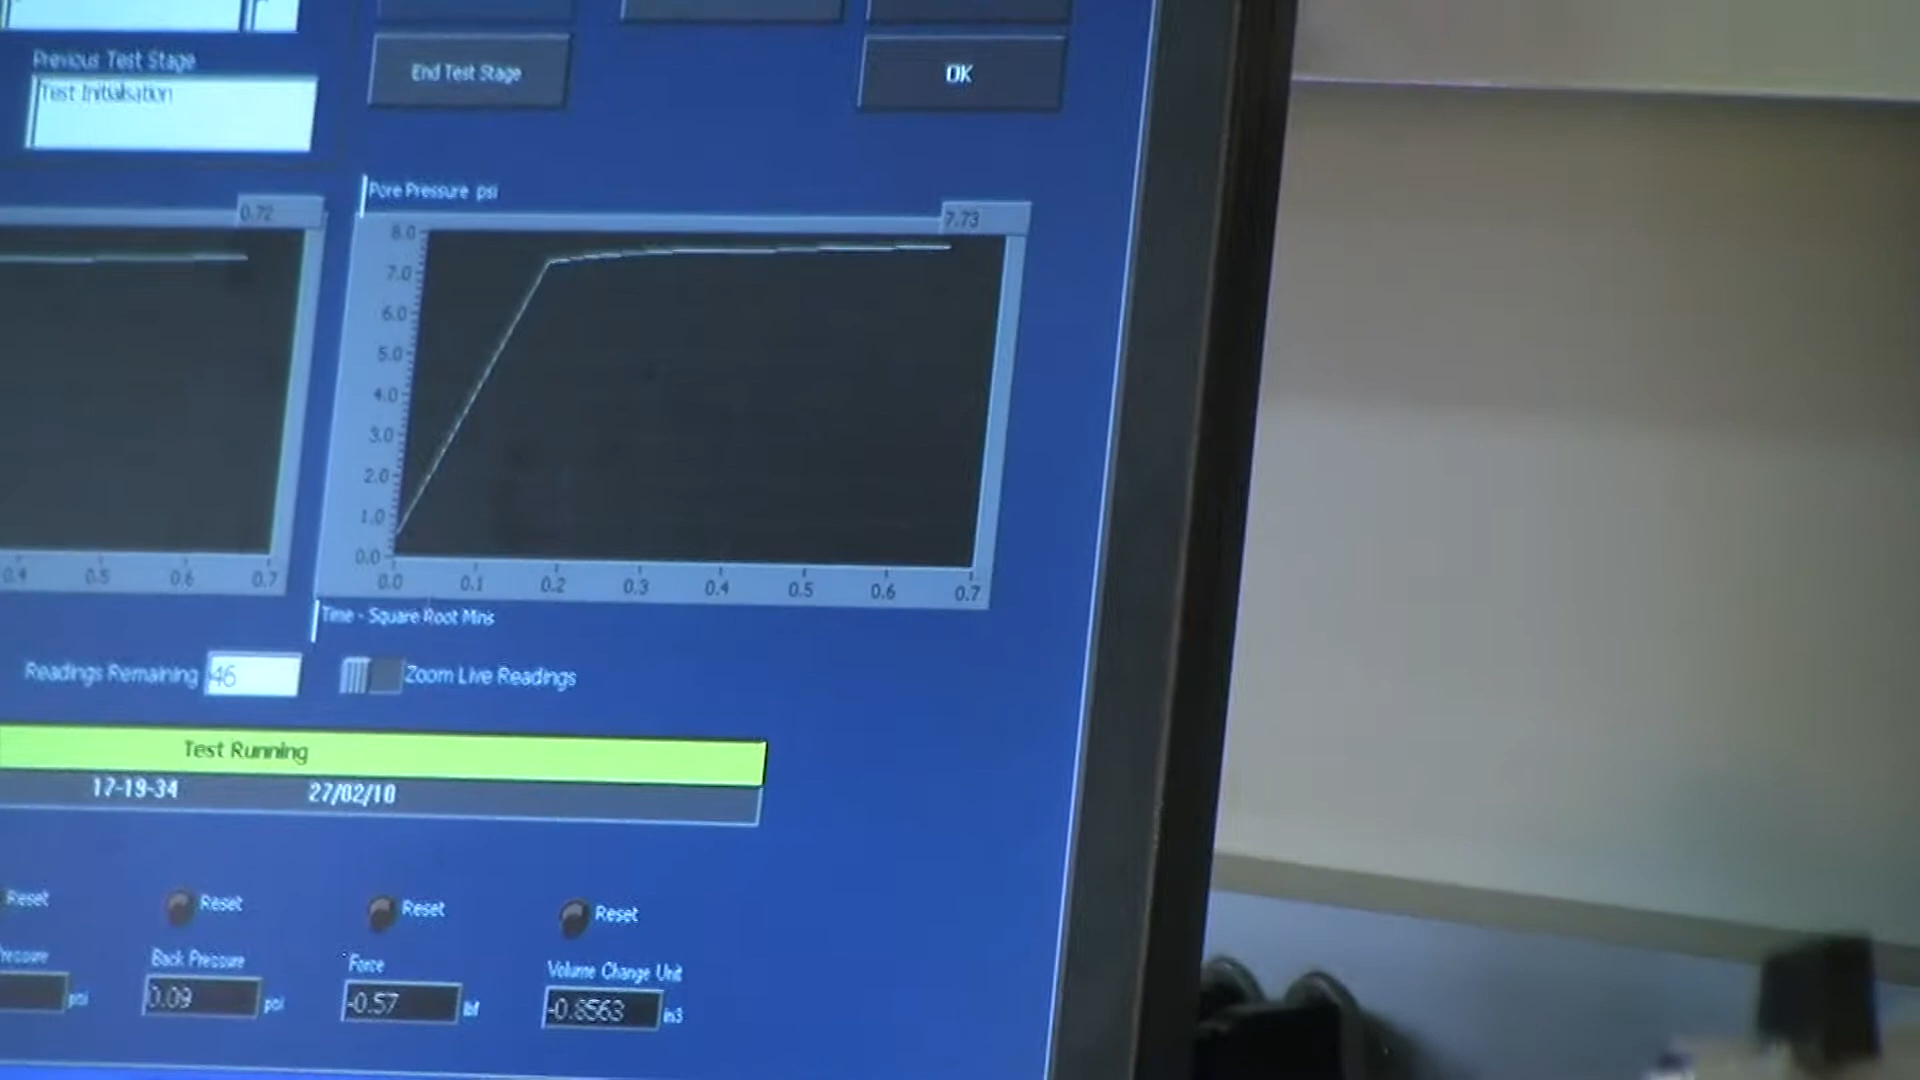 Previous Test Stage
Test Initialisation
End Test Stage
OK
0.72
0.4 0.5 0.6 0.7
Pore Pressure psi
7.73
8.0
7.0
6.0
5.0
4.0
3.0
2.0
1.0
0.0
0.0 0.1 0.2 0.3 0.4 0.5 0.6 0.7
Time - Square Root Mins
Readings Remaining 46
Zoom Live Readings
Test Running
17-19-34 27/02/10
Reset Reset Reset Reset
psi
Back Pressure
0.09 psi
Force
-0.57 lbf
Volume Change Unit
-0.8563 in3